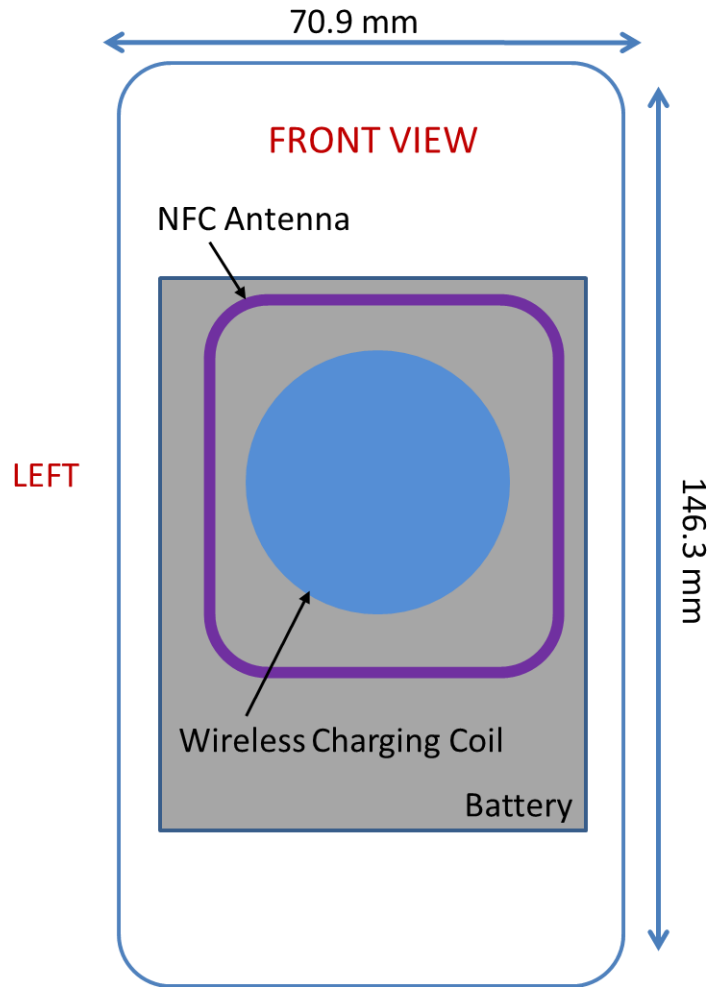 70.9 mm
FRONT VIEW
NFC Antenna
LEFT
146.3 mm
Wireless Charging Coil
Battery